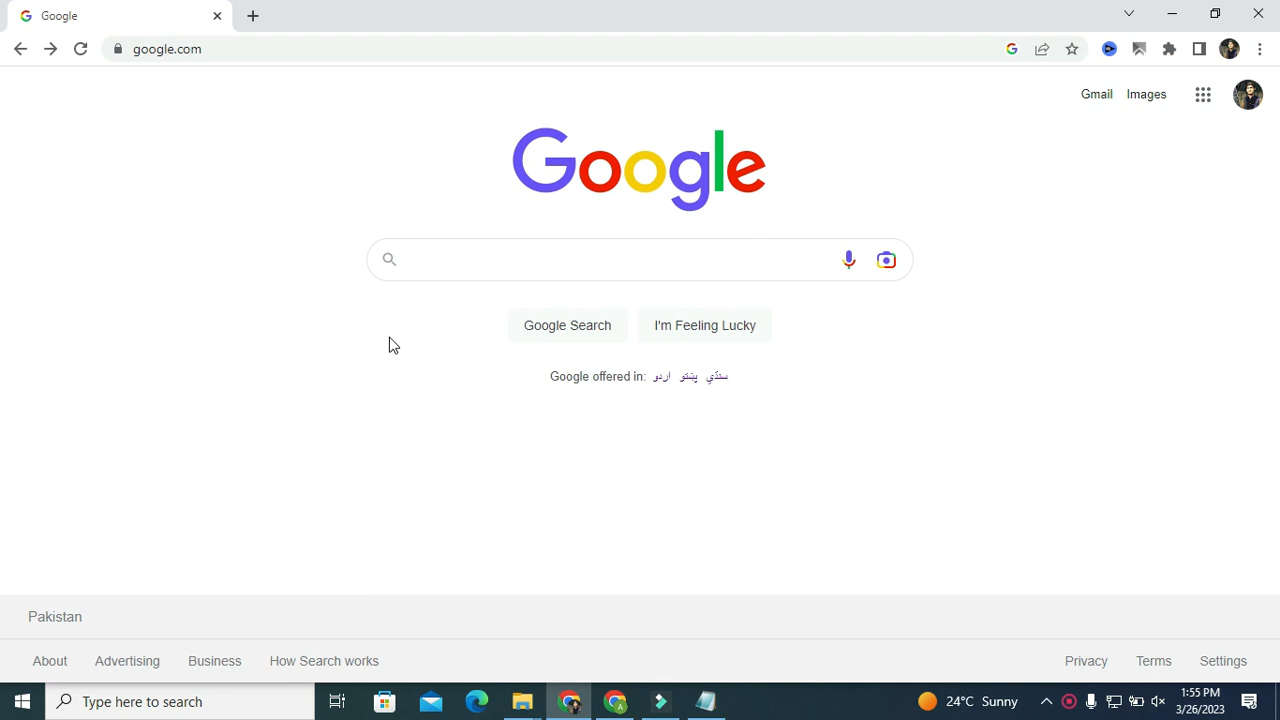 Google
google.com
Gmail Images
Google
Google Search I'm Feeling Lucky
Google offered in: اردو پښتو سنڌي
Pakistan
About Advertising Business How Search works Privacy Terms Settings
Type here to search
24°C Sunny
1:55 PM
3/26/2023